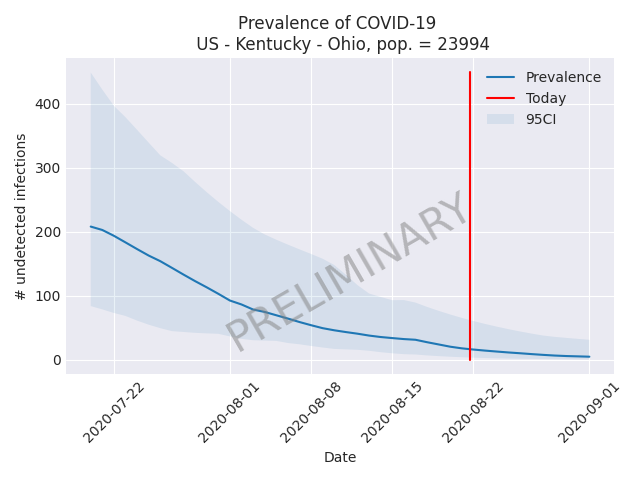 Prevalence of COVID-19
US - Kentucky - Ohio, pop. = 23994
Prevalence
Today
95CI
# undetected infections
400
300
200
100
0
PRELIMINARY
2020-07-22
2020-08-01
2020-08-08
2020-08-15
2020-08-22
2020-09-01
Date